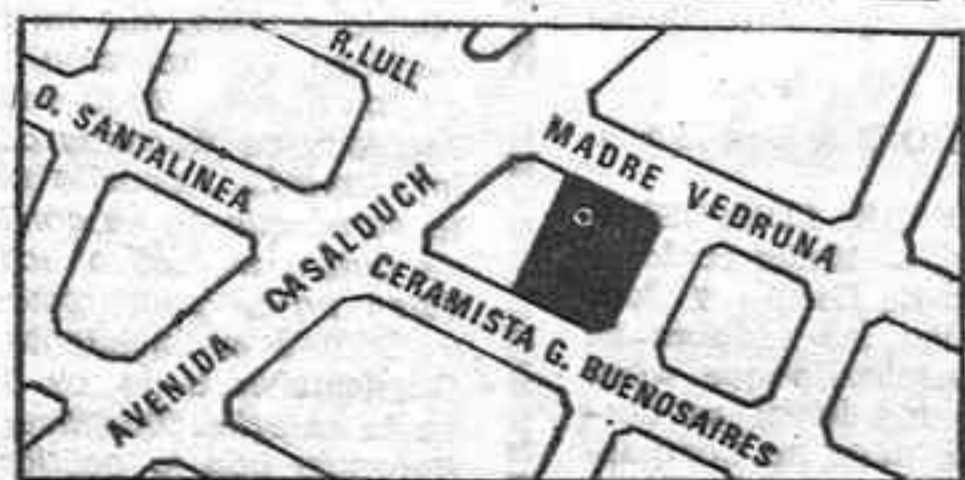 R. LULL
D. SANTALINEA
MADRE VEDRUNA
AVENIDA CASALDUCH
CERAMISTA G. BUENOSAIRES